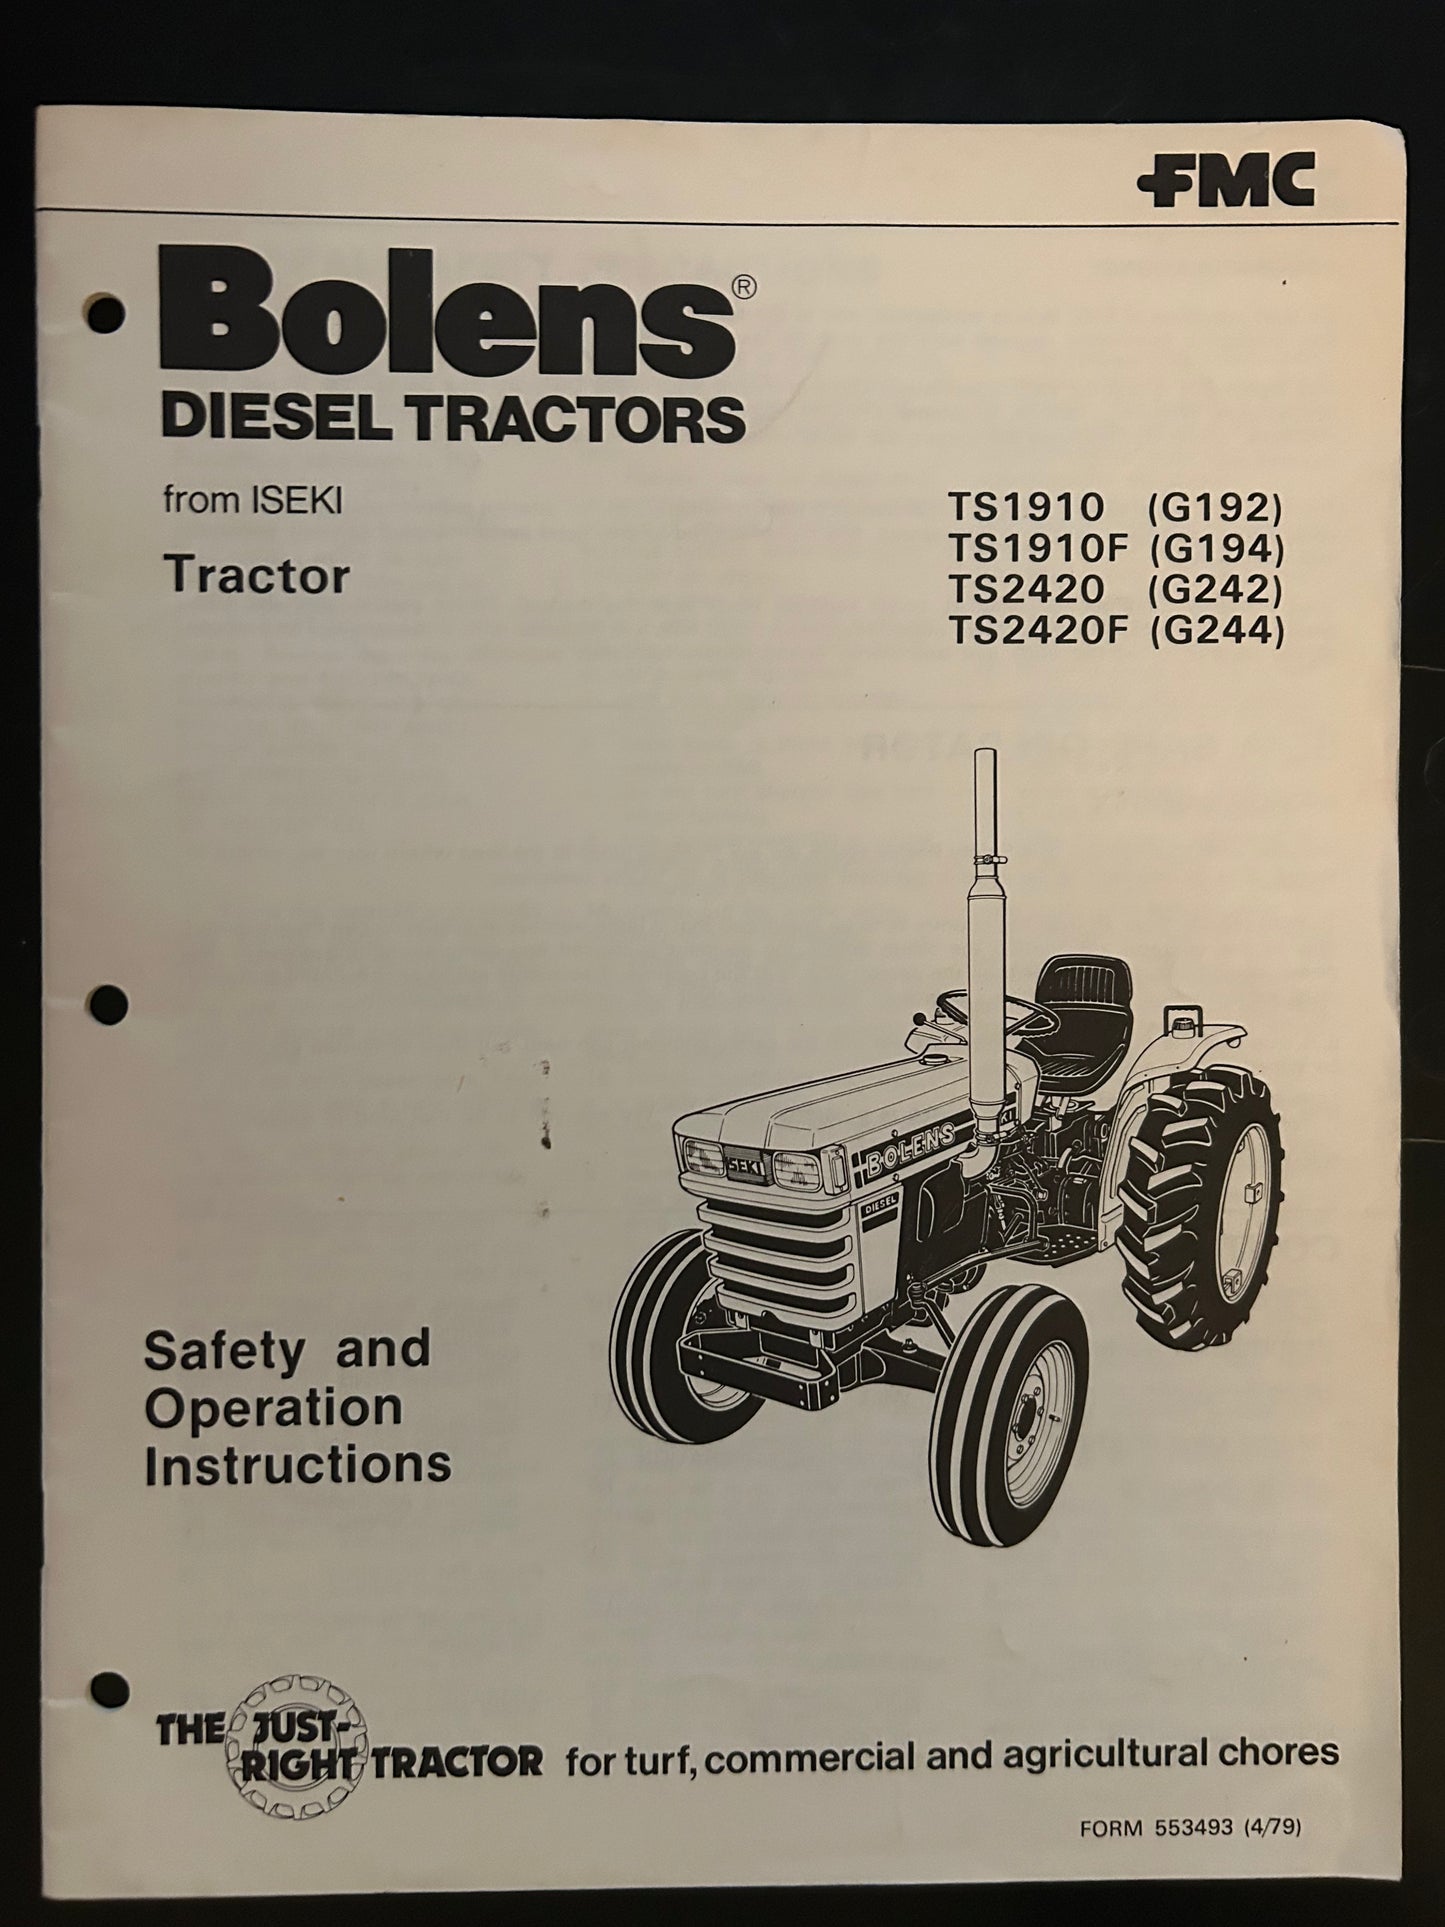 FMC
Bolens®
DIESEL TRACTORS
from ISEKI
Tractor
TS1910 (G192)
TS1910F (G194)
TS2420 (G242)
TS2420F (G244)
ISEKI
BOLENS
DIESEL
Safety and
Operation
Instructions
THE JUST-
RIGHT TRACTOR for turf, commercial and agricultural chores
FORM 553493 (4/79)